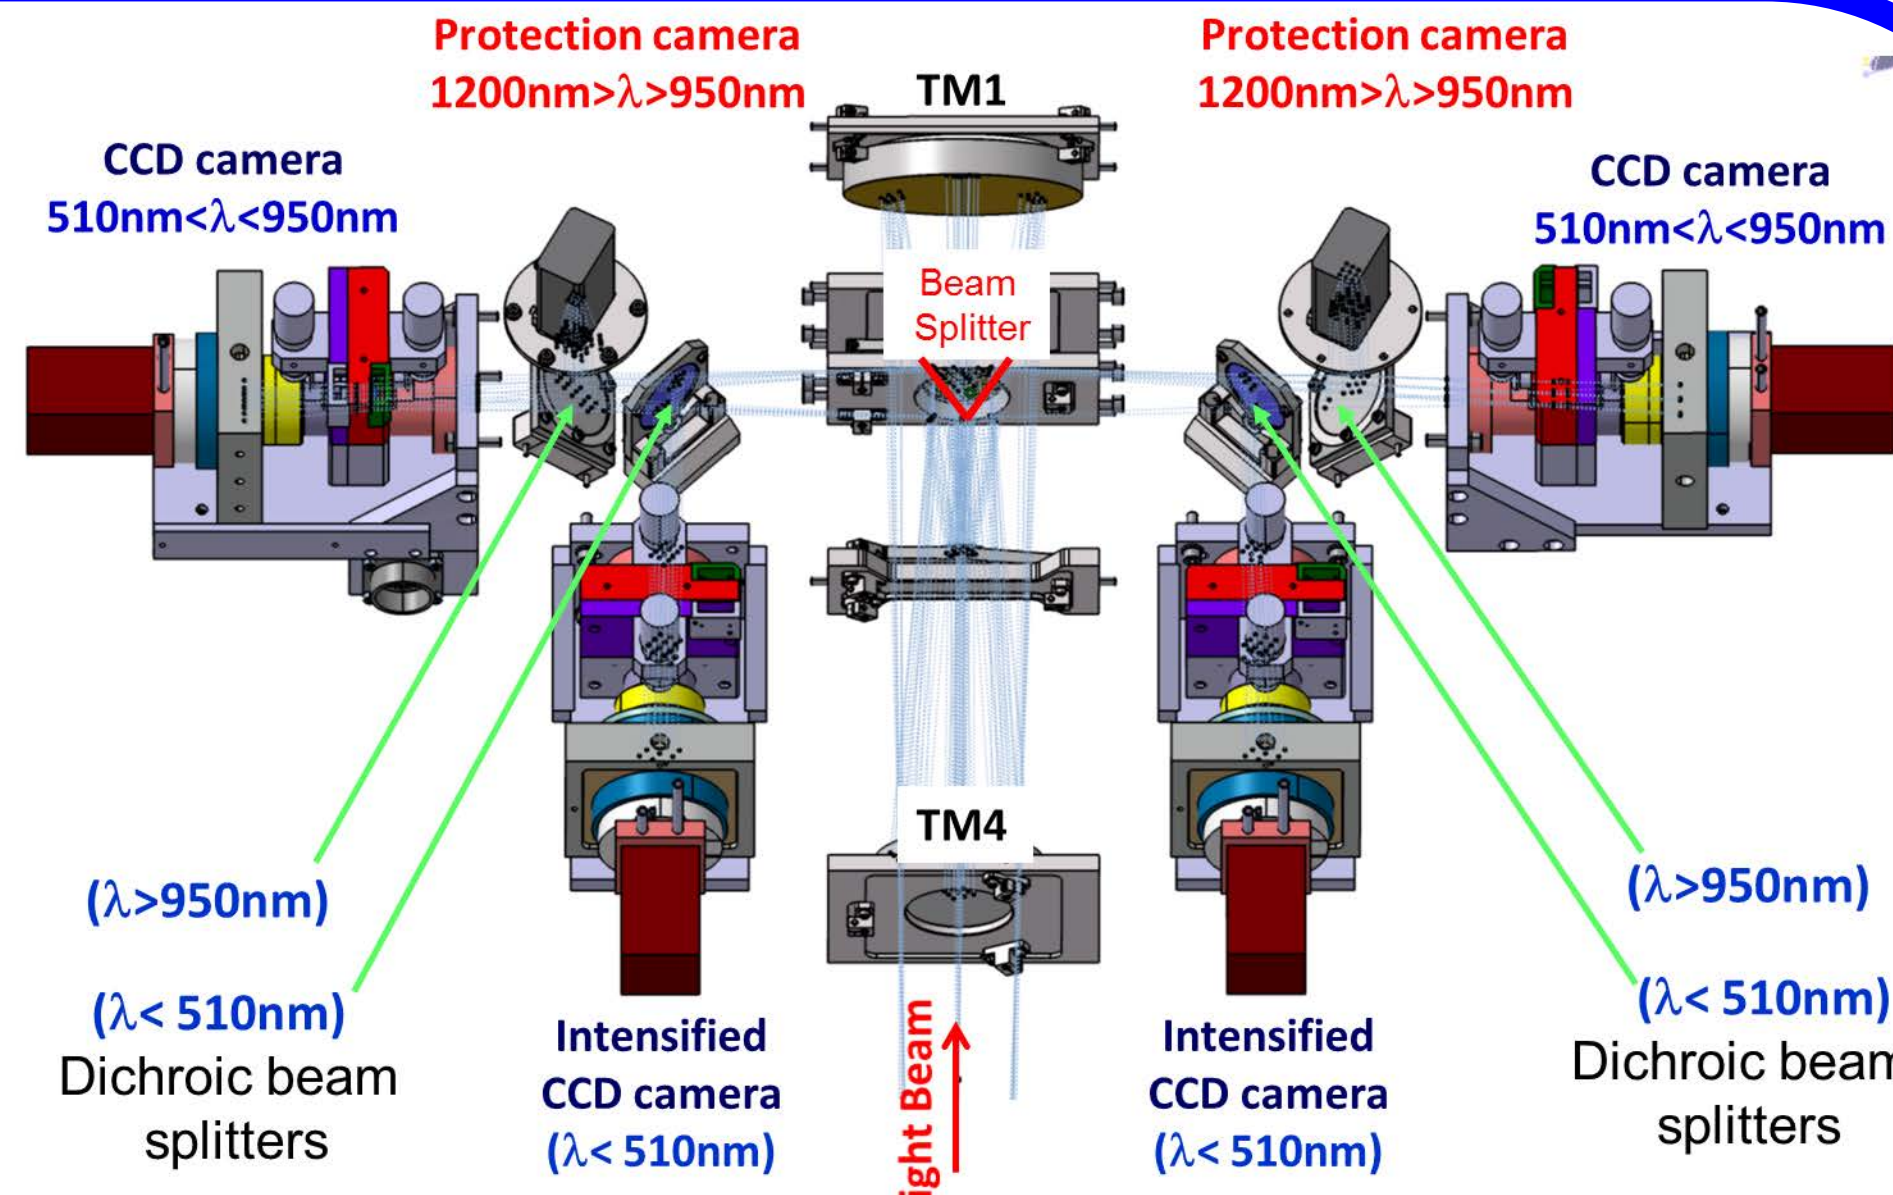 Protection camera
1200nm>λ>950nm
Protection camera
1200nm>λ>950nm
TM1
CCD camera
510nm<λ<950nm
CCD camera
510nm<λ<950nm
Beam
Splitter
TM4
(λ>950nm)
(λ>950nm)
(λ< 510nm)
Dichroic beam
splitters
(λ< 510nm)
Dichroic beam
splitters
Intensified
CCD camera
(λ< 510nm)
ight Beam
Intensified
CCD camera
(λ< 510nm)